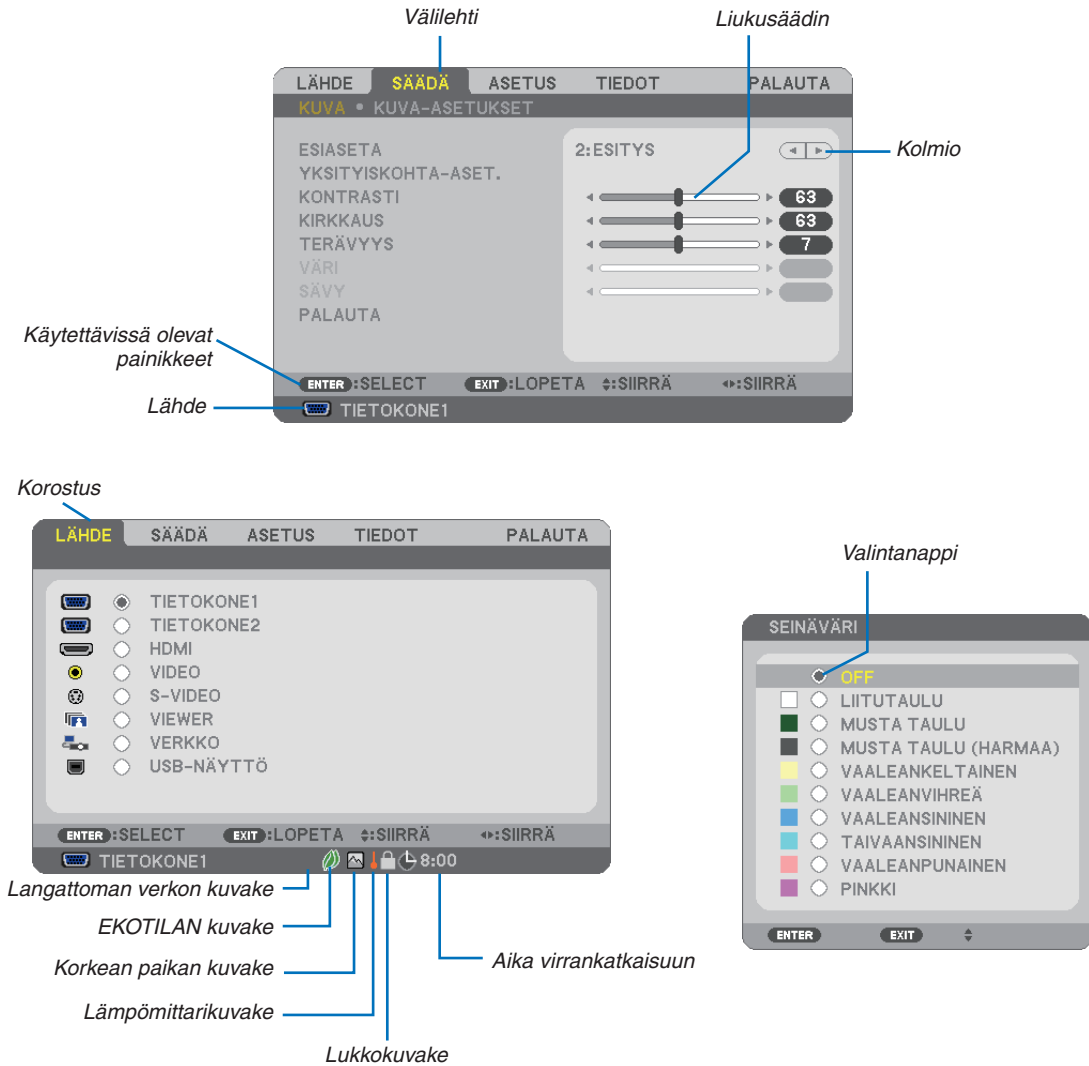 Välilehti
Liukusäädin
LÄHDE SÄÄDÄ ASETUS TIEDOT PALAUTA
KUVA • KUVA-ASETUKSET
ESIASETA 2:ESITYS
Kolmio
YKSITYISKOHTA-ASET.
KONTRASTI 63
KIRKKAUS 63
TERÄVYYS 7
VÄRI
SÄVY
PALAUTA
Käytettävissä olevat
painikkeet
ENTER :SELECT EXIT :LOPETA :SIIRRÄ :SIIRRÄ
Lähde
TIETOKONE1
Korostus
LÄHDE SÄÄDÄ ASETUS TIEDOT PALAUTA
TIETOKONE1
TIETOKONE2
HDMI
VIDEO
S-VIDEO
VIEWER
VERKKO
USB-NÄYTTÖ
ENTER :SELECT EXIT :LOPETA :SIIRRÄ :SIIRRÄ
TIETOKONE1 8:00
Langattoman verkon kuvake
EKOTILAN kuvake
Korkean paikan kuvake
Lämpömittarikuvake
Lukkokuvake
Aika virrankatkaisuun
Valintanappi
SEINÄVÄRI
OFF
LIITUTAULU
MUSTA TAULU
MUSTA TAULU (HARMAA)
VAALEANKELTAINEN
VAALEANVIHREÄ
VAALEANSININEN
TAIVAANSININEN
VAALEANPUNAINEN
PINKKI
ENTER EXIT